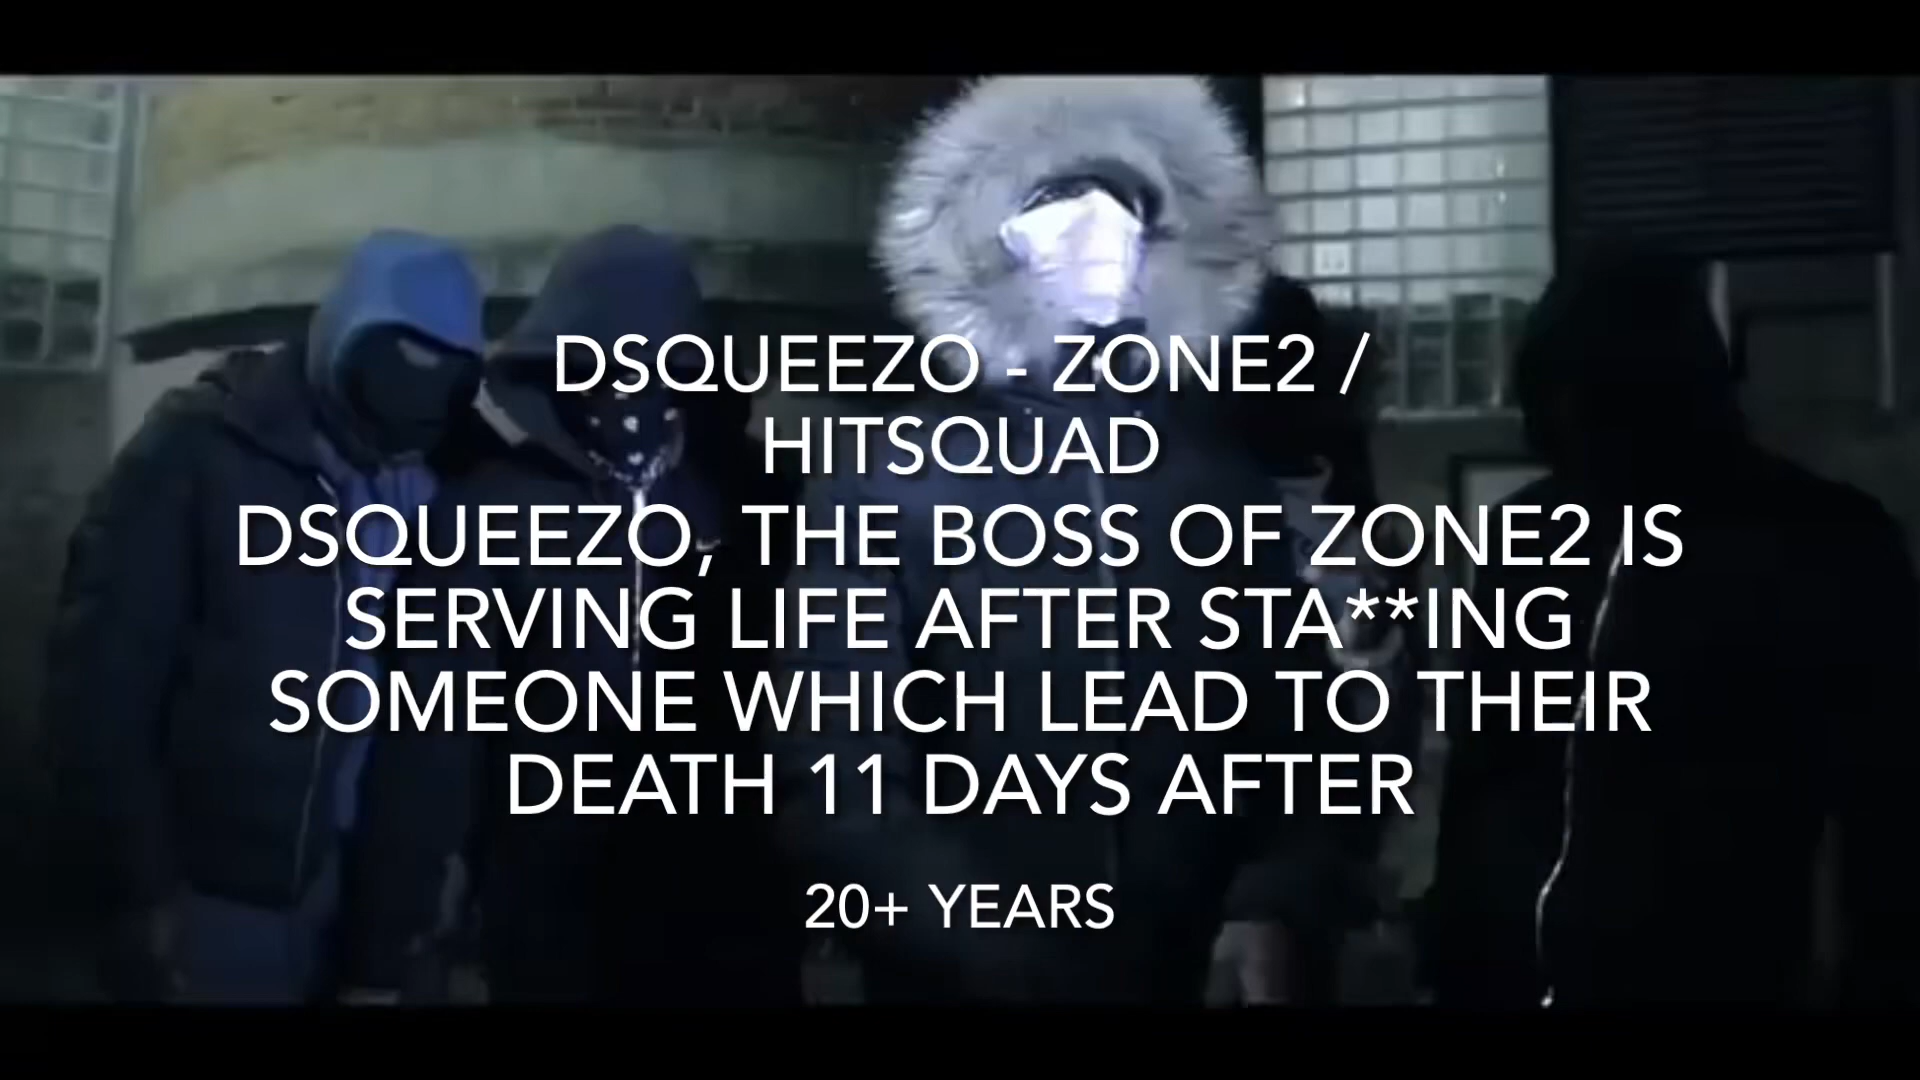 DSQUEEZO - ZONE2 /
HITSQUAD
DSQUEEZO, THE BOSS OF ZONE2 IS
SERVING LIFE AFTER STA**ING
SOMEONE WHICH LEAD TO THEIR
DEATH 11 DAYS AFTER
20+ YEARS